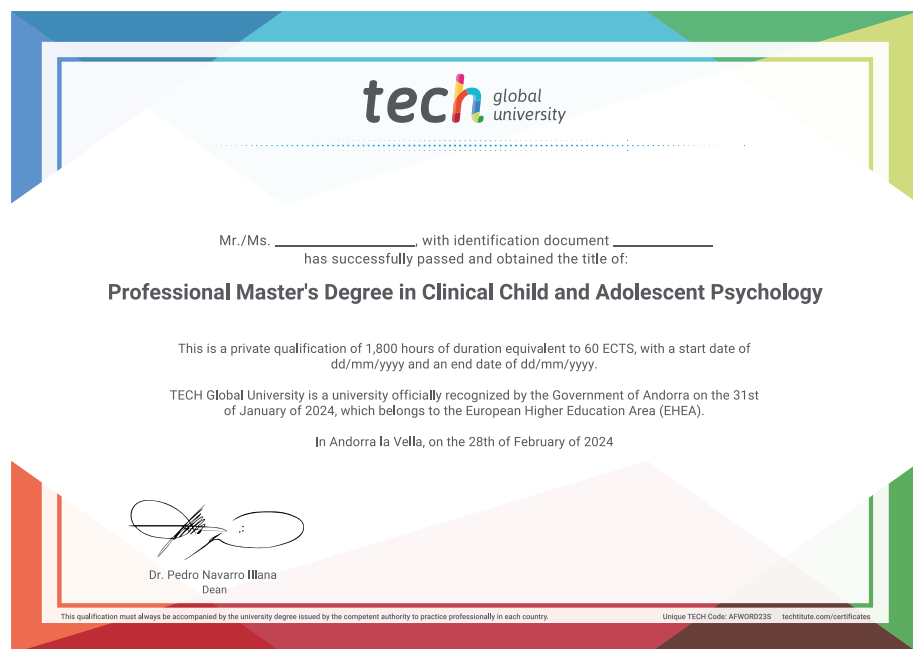 tech global
university
Mr./Ms. ____________, with identification document ____________
has successfully passed and obtained the title of:
Professional Master's Degree in Clinical Child and Adolescent Psychology
This is a private qualification of 1,800 hours of duration equivalent to 60 ECTS, with a start date of
dd/mm/yyyy and an end date of dd/mm/yyyy.
TECH Global University is a university officially recognized by the Government of Andorra on the 31st
of January of 2024, which belongs to the European Higher Education Area (EHEA).
In Andorra la Vella, on the 28th of February of 2024
Dr. Pedro Navarro Illana
Dean
This qualification must always be accompanied by the university degree issued by the competent authority to practice professionally in each country.
Unique TECH Code: AFWORD23S techtitute.com/certificates